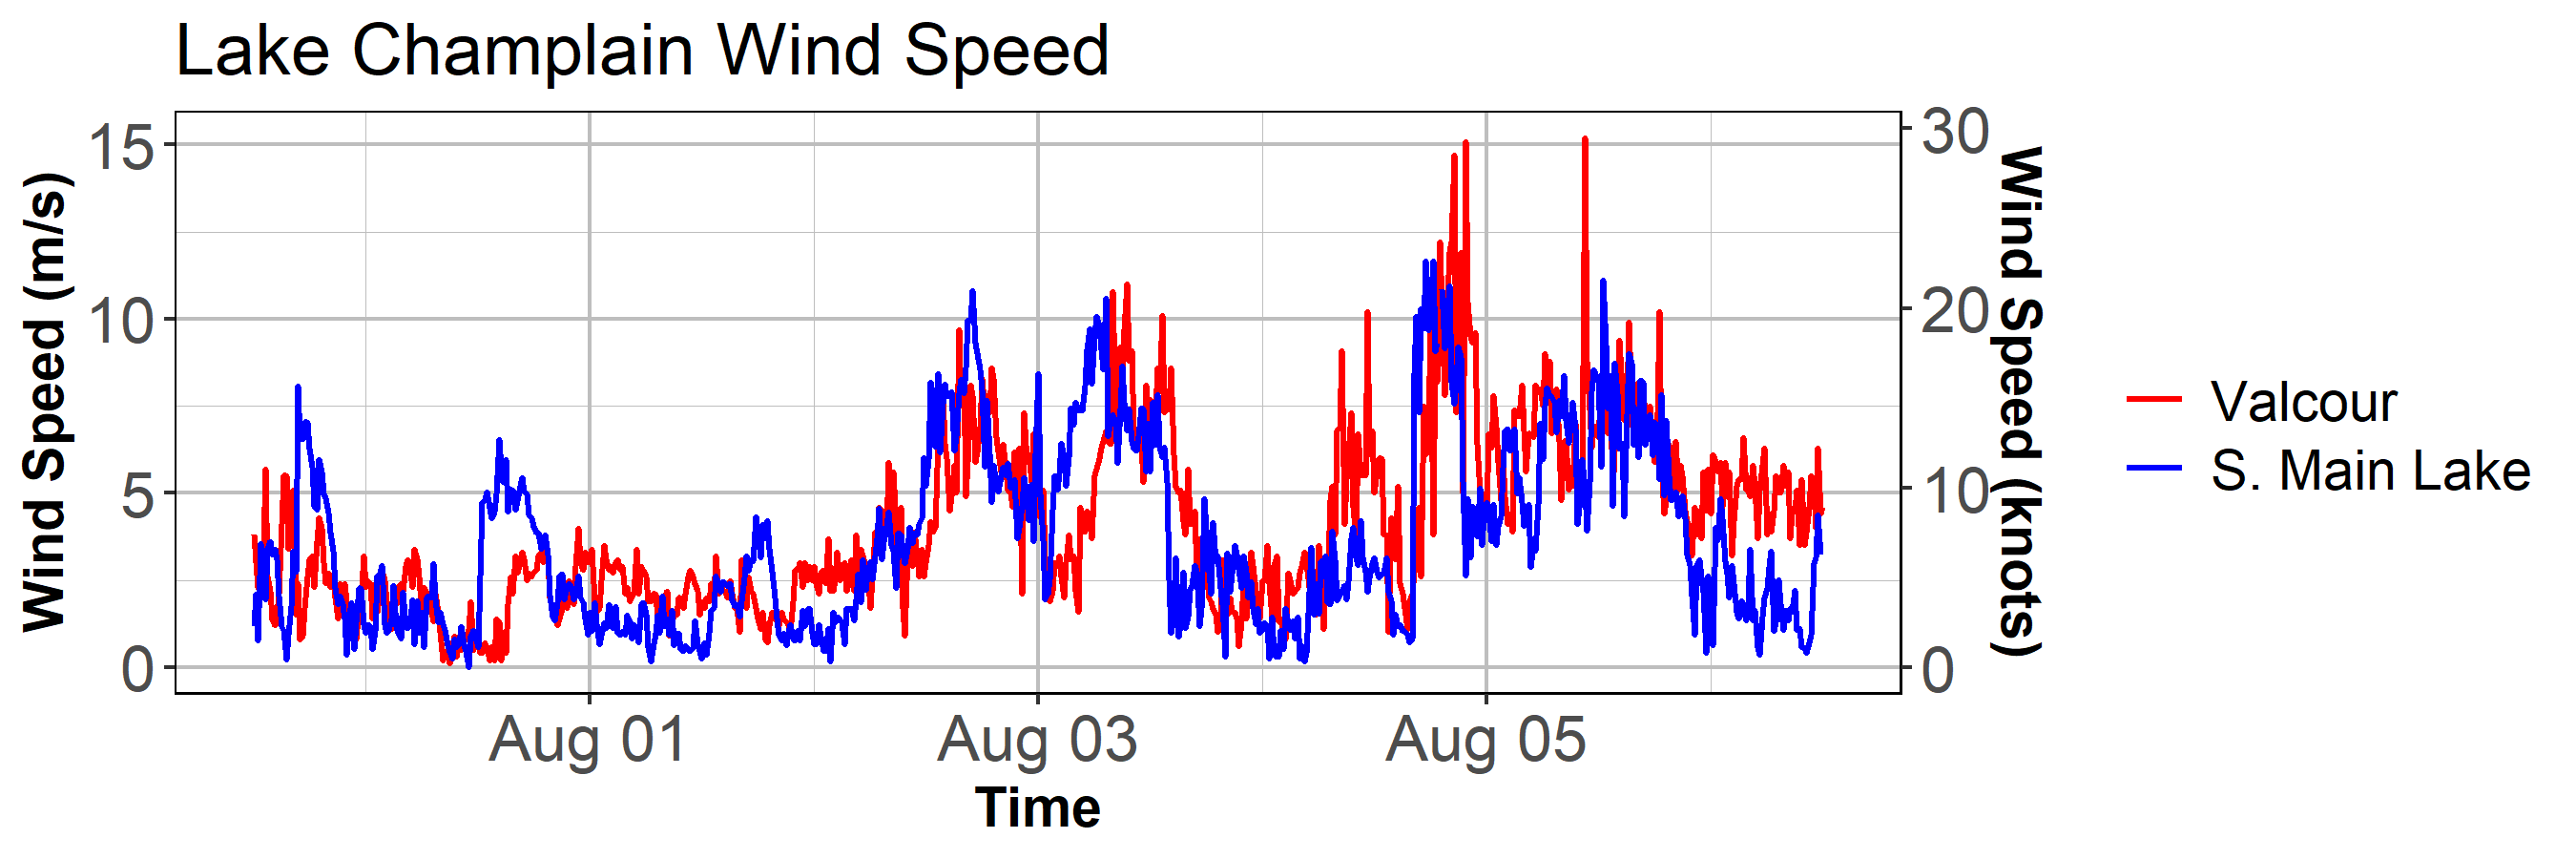 Lake Champlain Wind Speed
Wind Speed (m/s)
15
10
5
0
30
20
10
0
Wind Speed (knots)
Aug 01
Aug 03
Aug 05
Time
Valcour
S. Main Lake